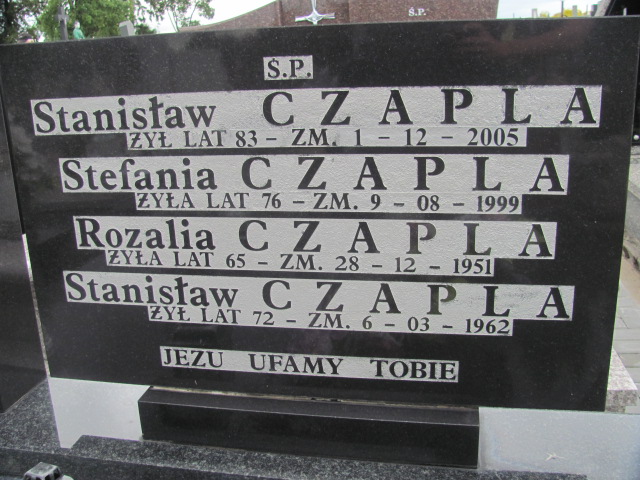 Ś.P.
Ś.P.
Stanisław CZAPLA
ŻYŁ LAT 83 - ZM. 1 - 12 - 2005
Stefania CZAPLA
ŻYŁA LAT 76 - ZM. 9 - 08 - 1999
Rozalia CZAPLA
ŻYŁA LAT 65 - ZM. 28 - 12 - 1951
Stanisław CZAPLA
ŻYŁ LAT 72 - ZM. 6 - 03 - 1962
JEZU UFAMY TOBIE